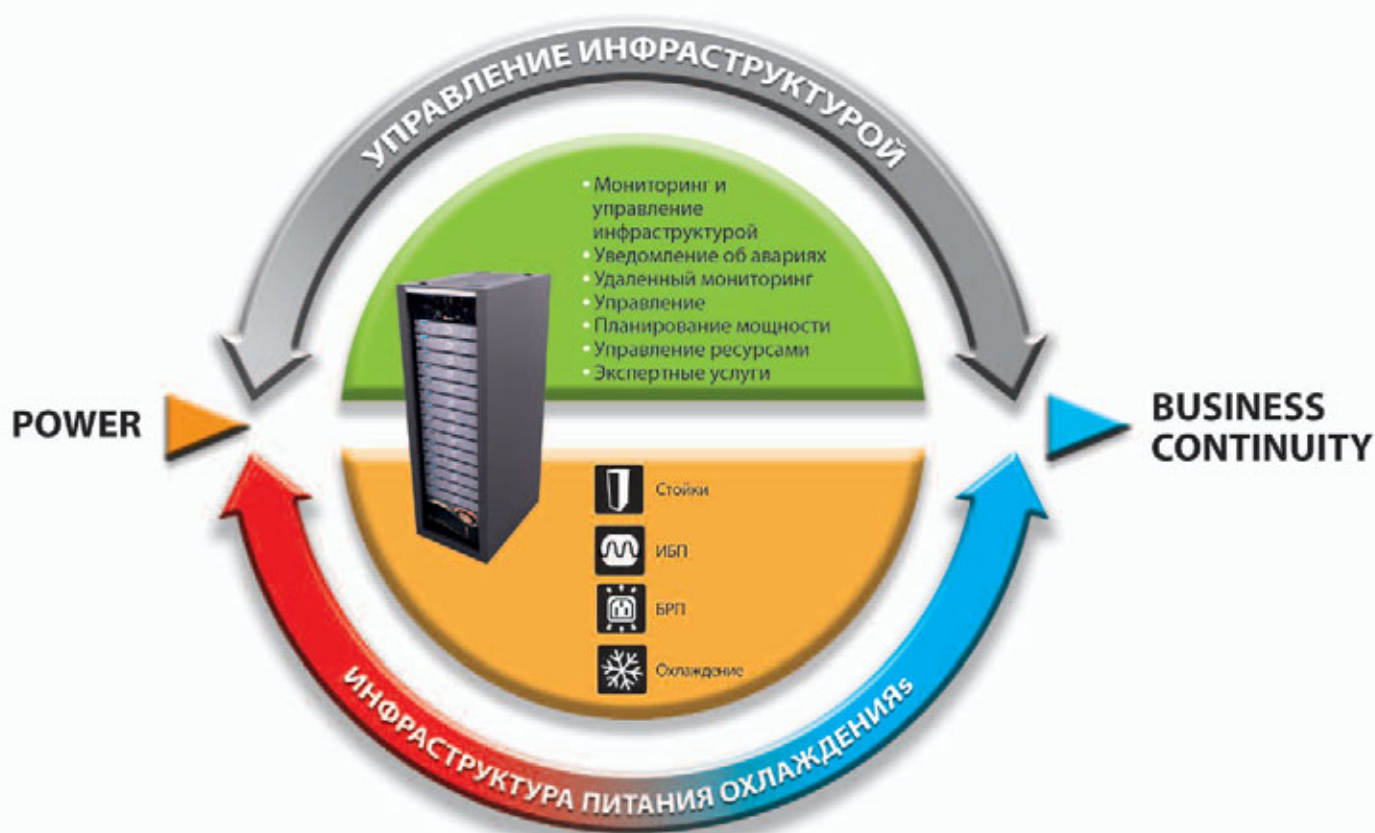 УПРАВЛЕНИЕ ИНФРАСТРУКТУРОЙ
• Мониторинг и
управление
инфраструктурой
• Уведомление об авариях
• Удаленный мониторинг
• Управление
• Планирование мощности
• Управление ресурсами
• Экспертные услуги
POWER
BUSINESS
CONTINUITY
Стойки
ИБП
БРП
Охлаждение
ИНФРАСТРУКТУРА ПИТАНИЯ ОХЛАЖДЕНИЯs